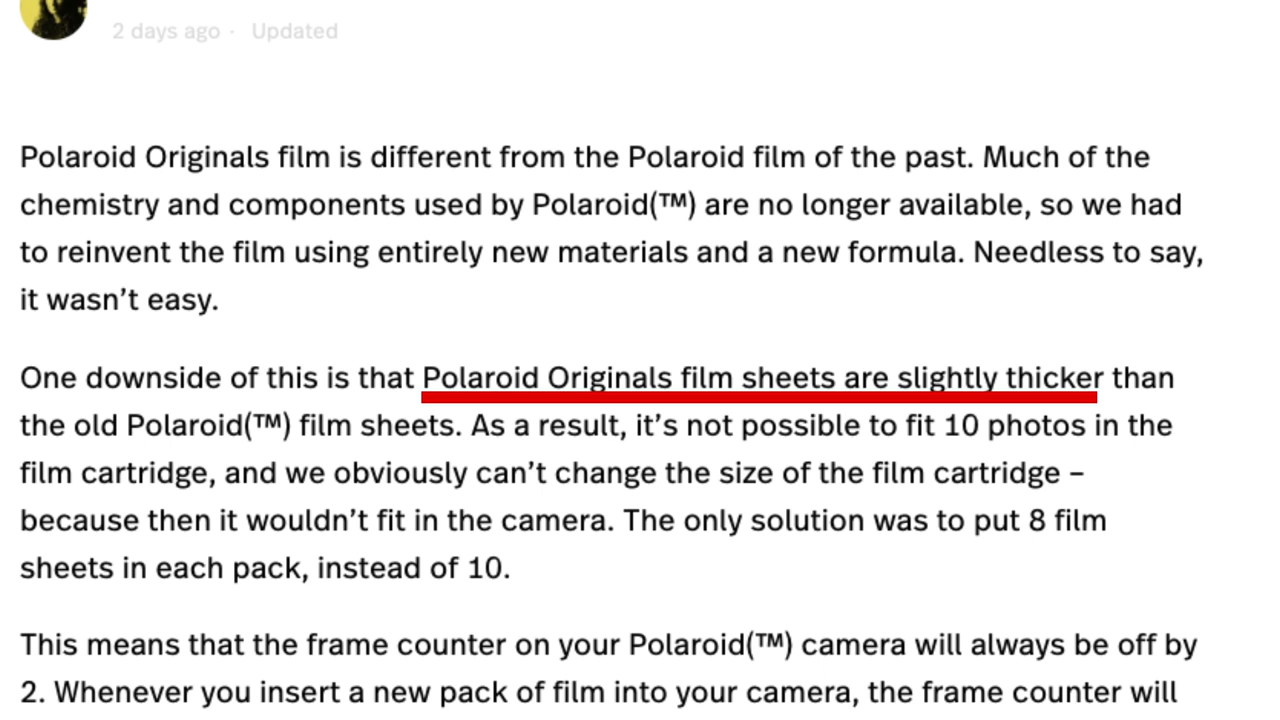 2 days ago · Updated
Polaroid Originals film is different from the Polaroid film of the past. Much of the
chemistry and components used by Polaroid(™) are no longer available, so we had
to reinvent the film using entirely new materials and a new formula. Needless to say,
it wasn’t easy.
One downside of this is that Polaroid Originals film sheets are slightly thicker than
the old Polaroid(™) film sheets. As a result, it’s not possible to fit 10 photos in the
film cartridge, and we obviously can’t change the size of the film cartridge –
because then it wouldn’t fit in the camera. The only solution was to put 8 film
sheets in each pack, instead of 10.
This means that the frame counter on your Polaroid(™) camera will always be off by
2. Whenever you insert a new pack of film into your camera, the frame counter will